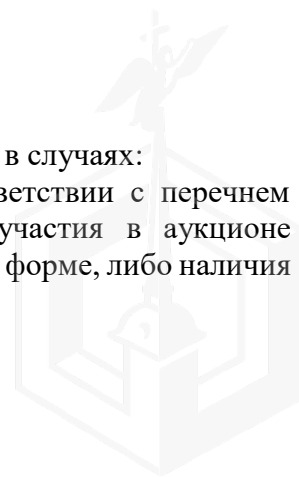 в случаях:
ветствии с перечнем
участия в аукционе
форме, либо наличия